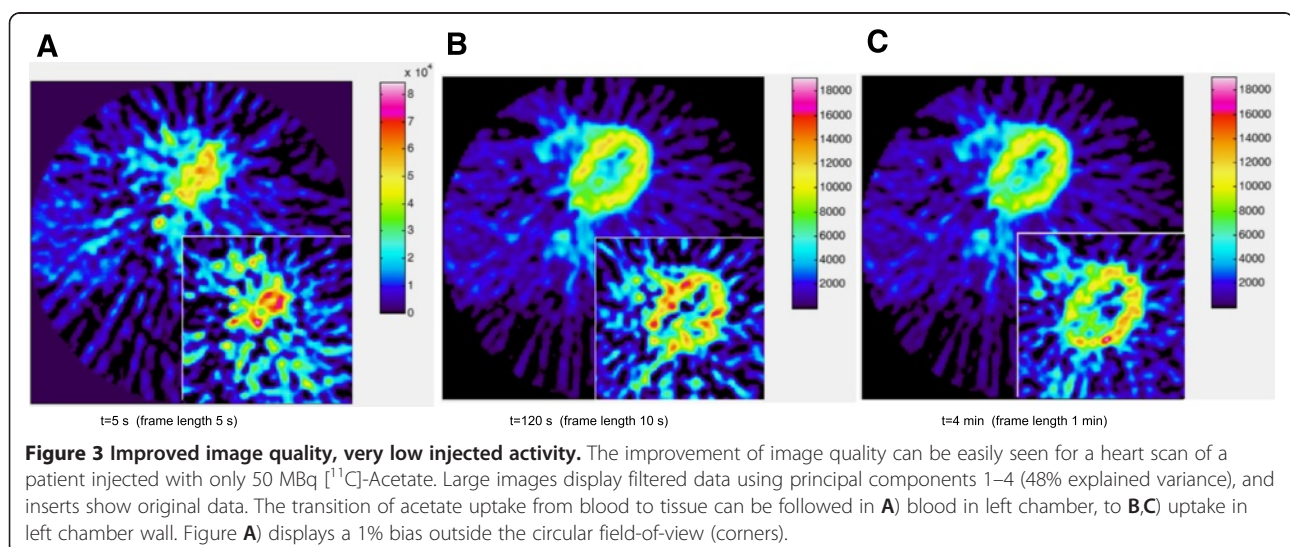 A
B
C
x 10⁴
8
7
6
5
4
3
2
1
0
18000
16000
14000
12000
10000
8000
6000
4000
2000
18000
16000
14000
12000
10000
8000
6000
4000
2000
t=5 s (frame length 5 s)
t=120 s (frame length 10 s)
t=4 min (frame length 1 min)
Figure 3 Improved image quality, very low injected activity. The improvement of image quality can be easily seen for a heart scan of a
patient injected with only 50 MBq [¹¹C]-Acetate. Large images display filtered data using principal components 1–4 (48% explained variance), and
inserts show original data. The transition of acetate uptake from blood to tissue can be followed in A) blood in left chamber, to B,C) uptake in
left chamber wall. Figure A) displays a 1% bias outside the circular field-of-view (corners).